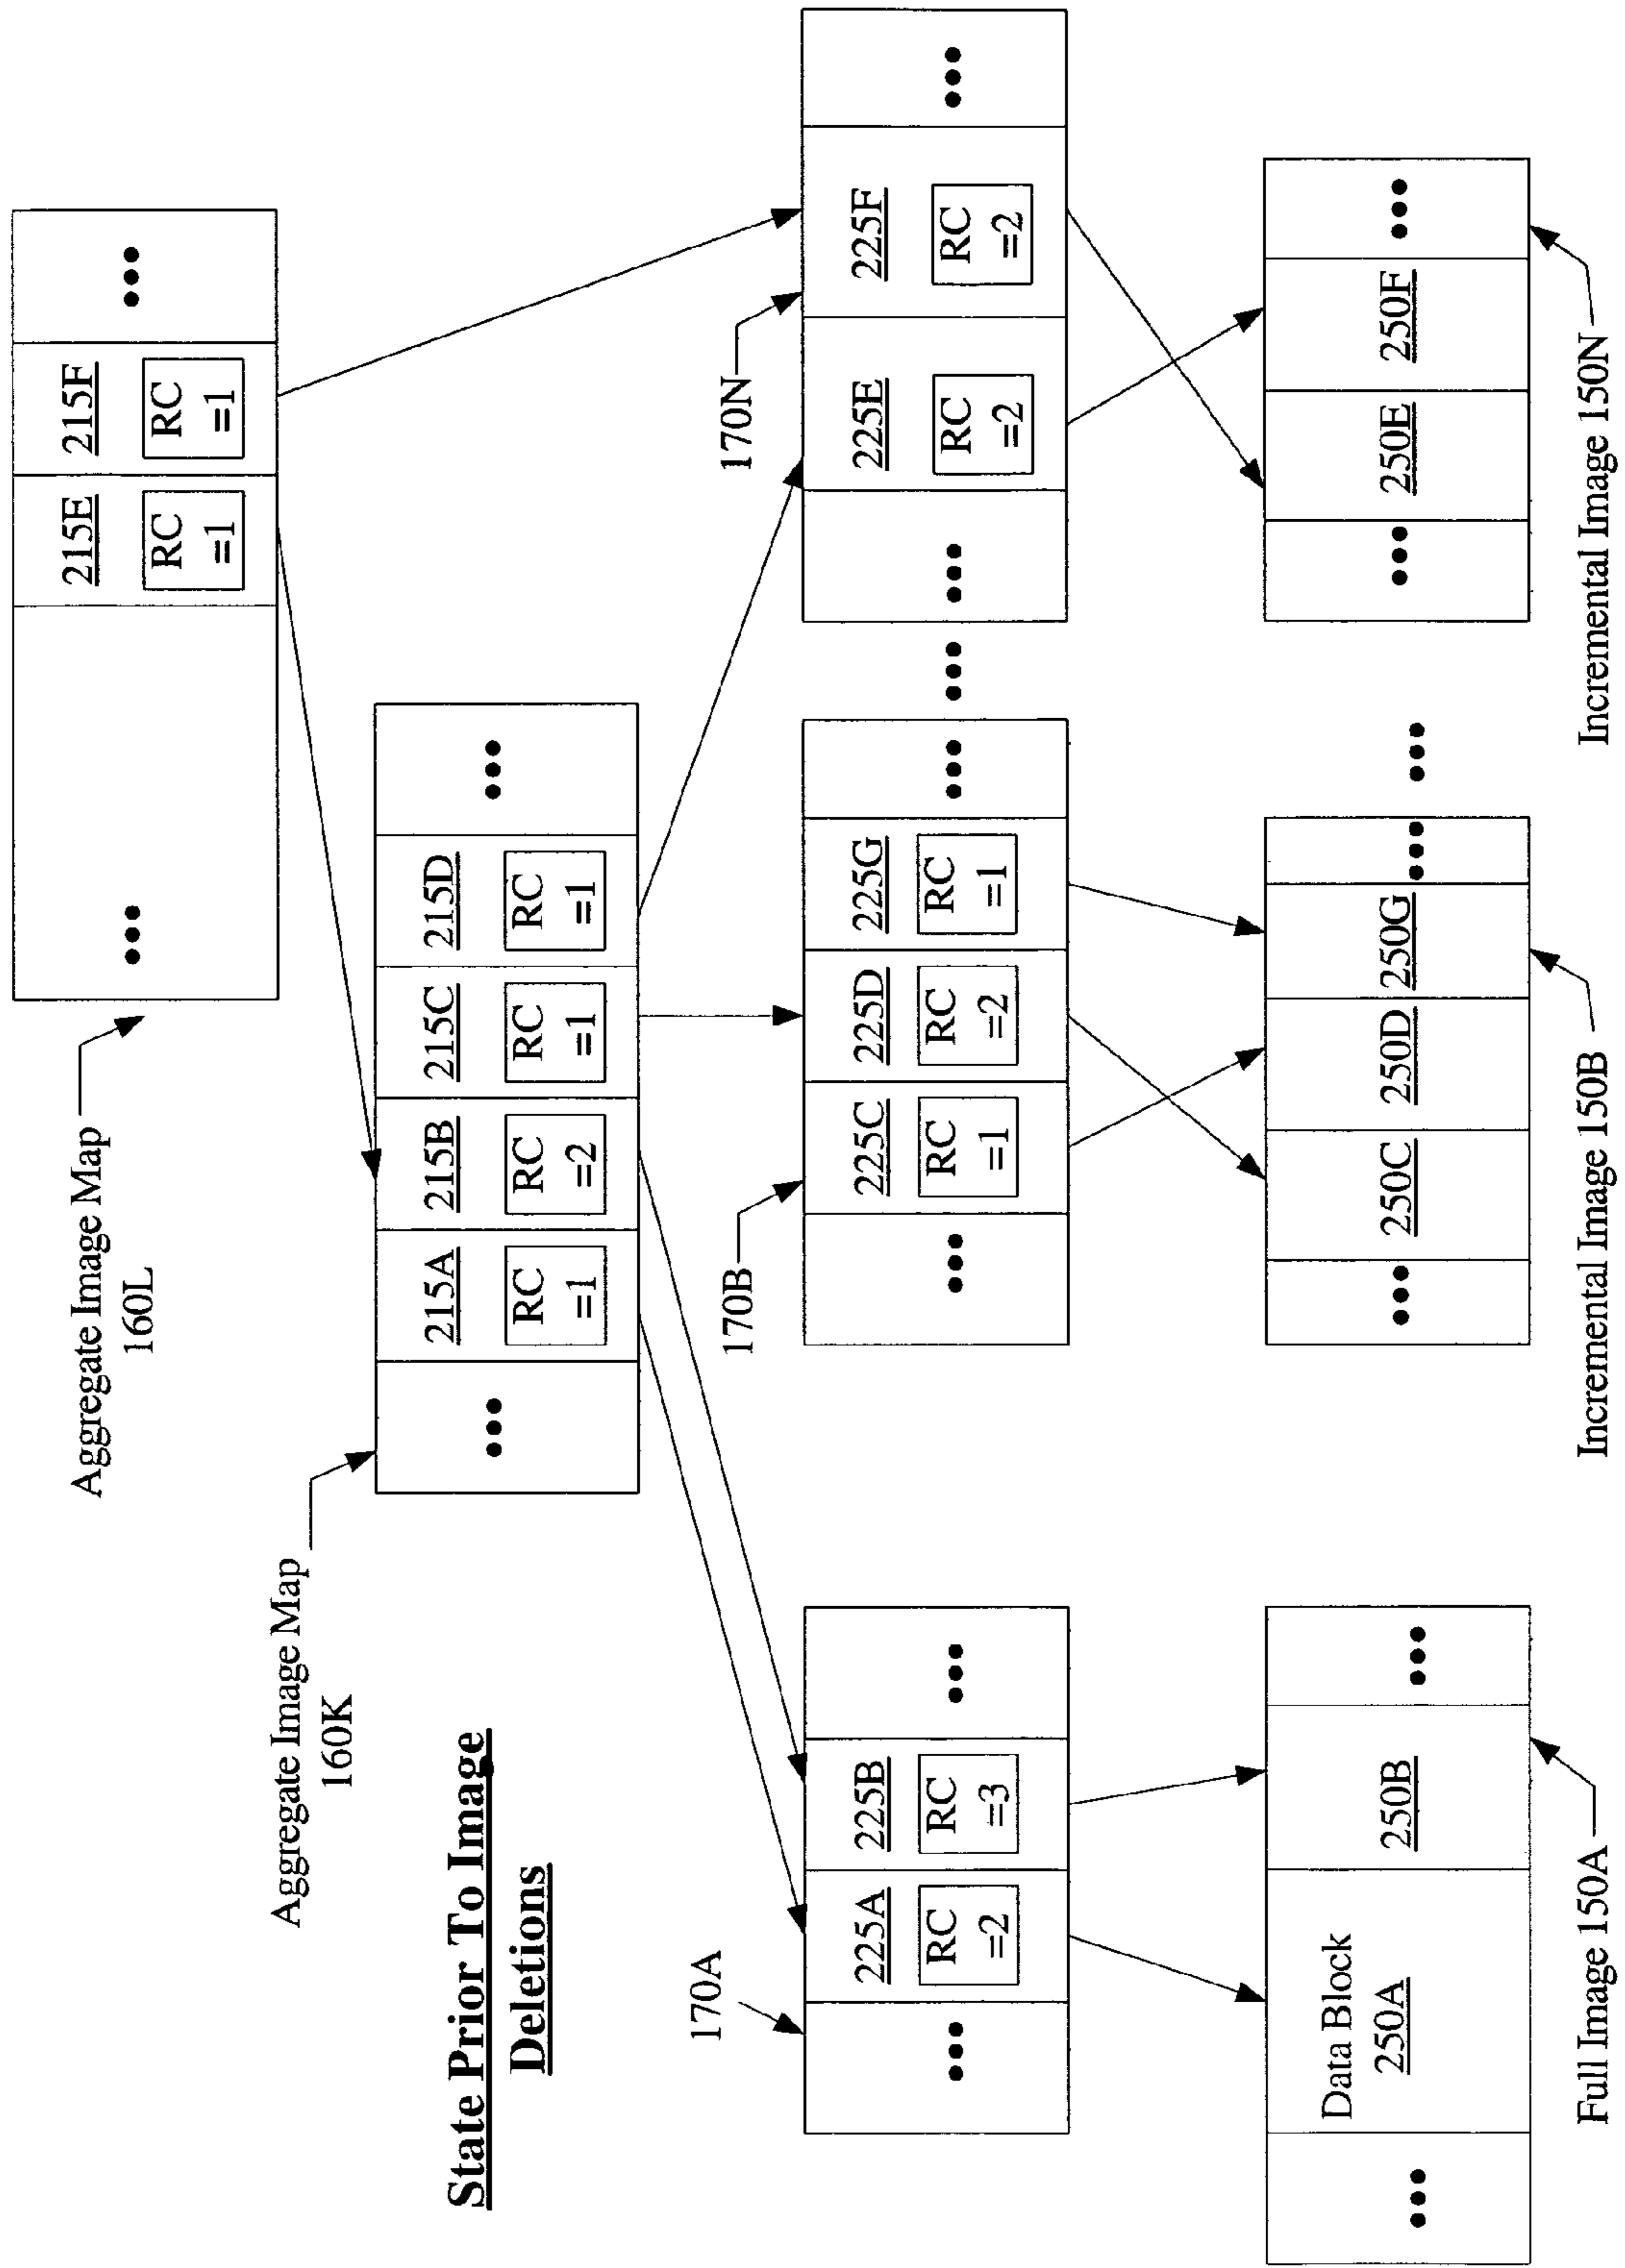 Aggregate Image Map
160L
•••
215E
RC
=1
215F
RC
=1
•••
Aggregate Image Map
160K
•••
215A
RC
=1
215B
RC
=2
215C
RC
=1
215D
RC
=1
•••
State Prior To Image
Deletions
170A
•••
225A
RC
=2
225B
RC
=3
•••
170B
•••
225C
RC
=1
225D
RC
=2
225G
RC
=1
•••
•••
170N
•••
225E
RC
=2
225F
RC
=2
•••
•••
Data Block
250A
250B
•••
Full Image 150A
•••
250C
250D
250G
•••
Incremental Image 150B
•••
•••
250E
250F
•••
Incremental Image 150N